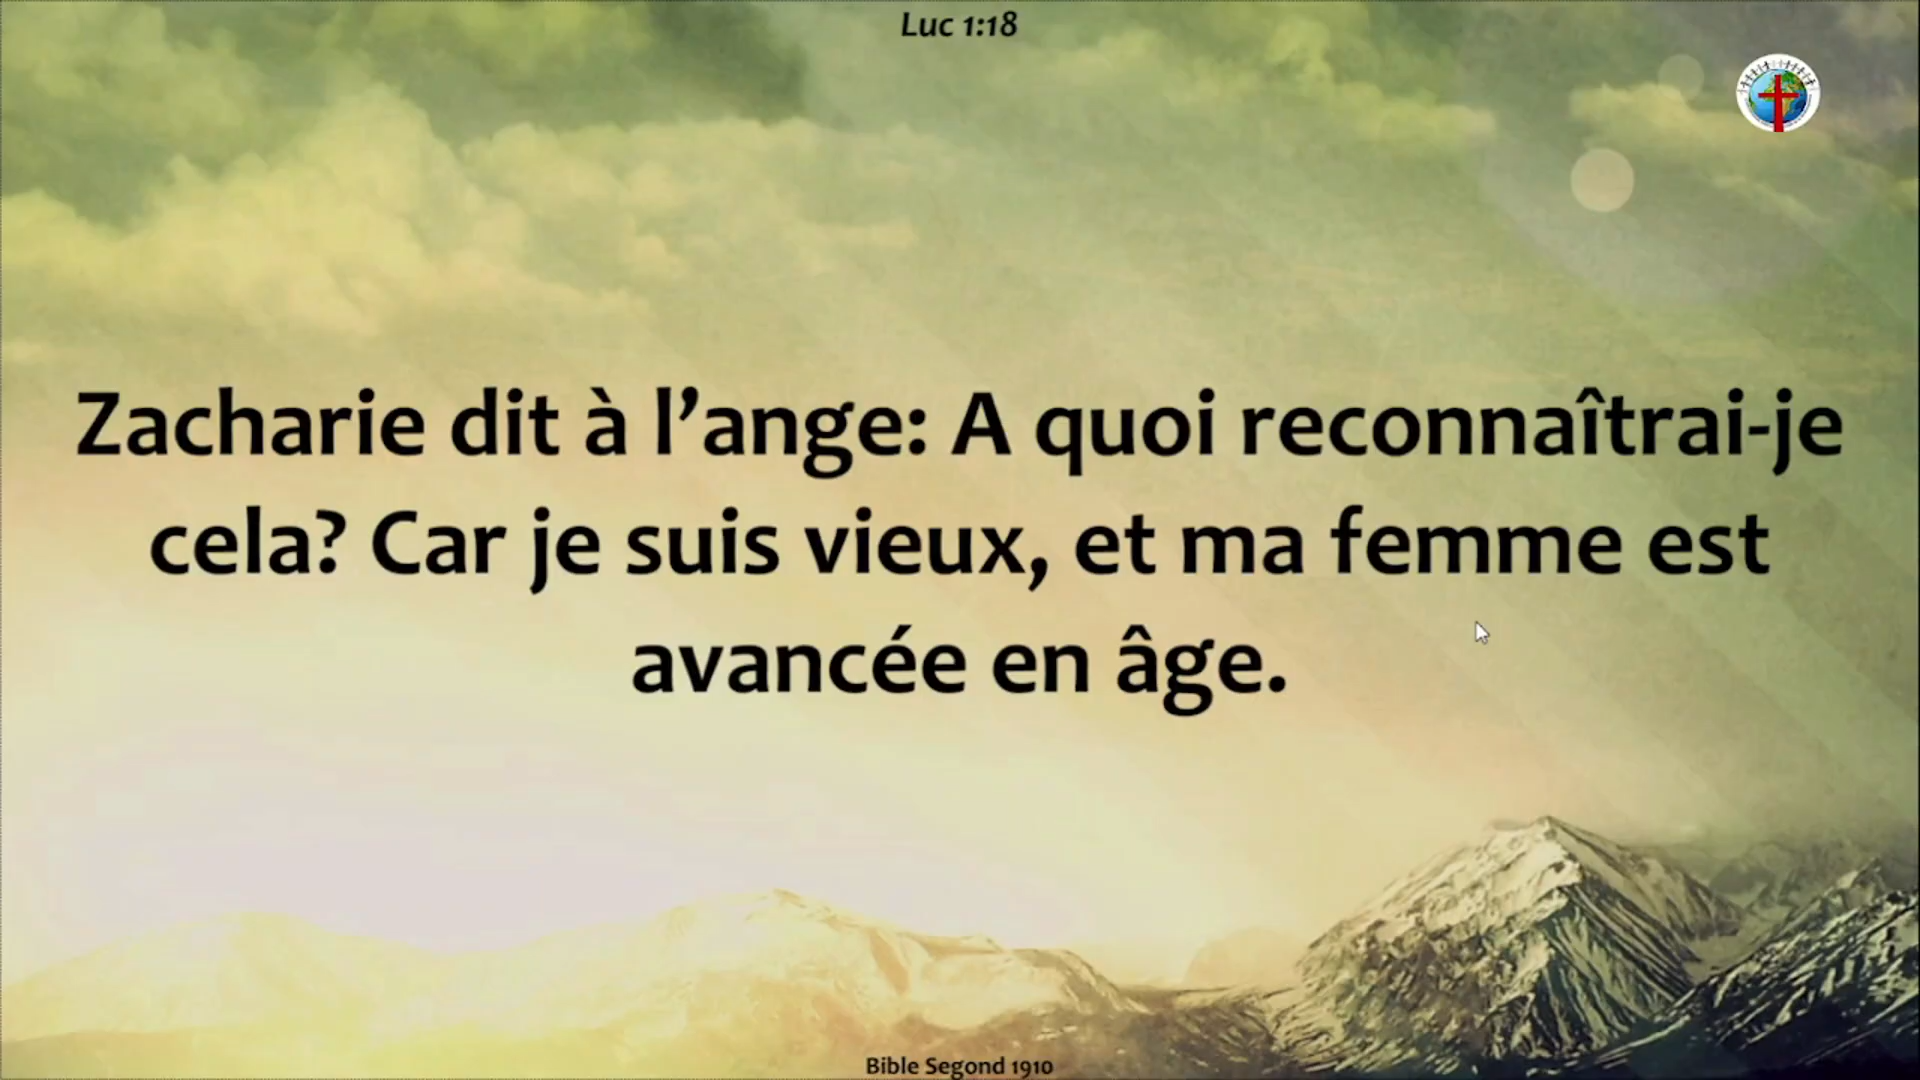 Luc 1:18
Zacharie dit à l’ange: A quoi reconnaîtrai-je
cela? Car je suis vieux, et ma femme est
avancée en âge.
Bible Segond 1910